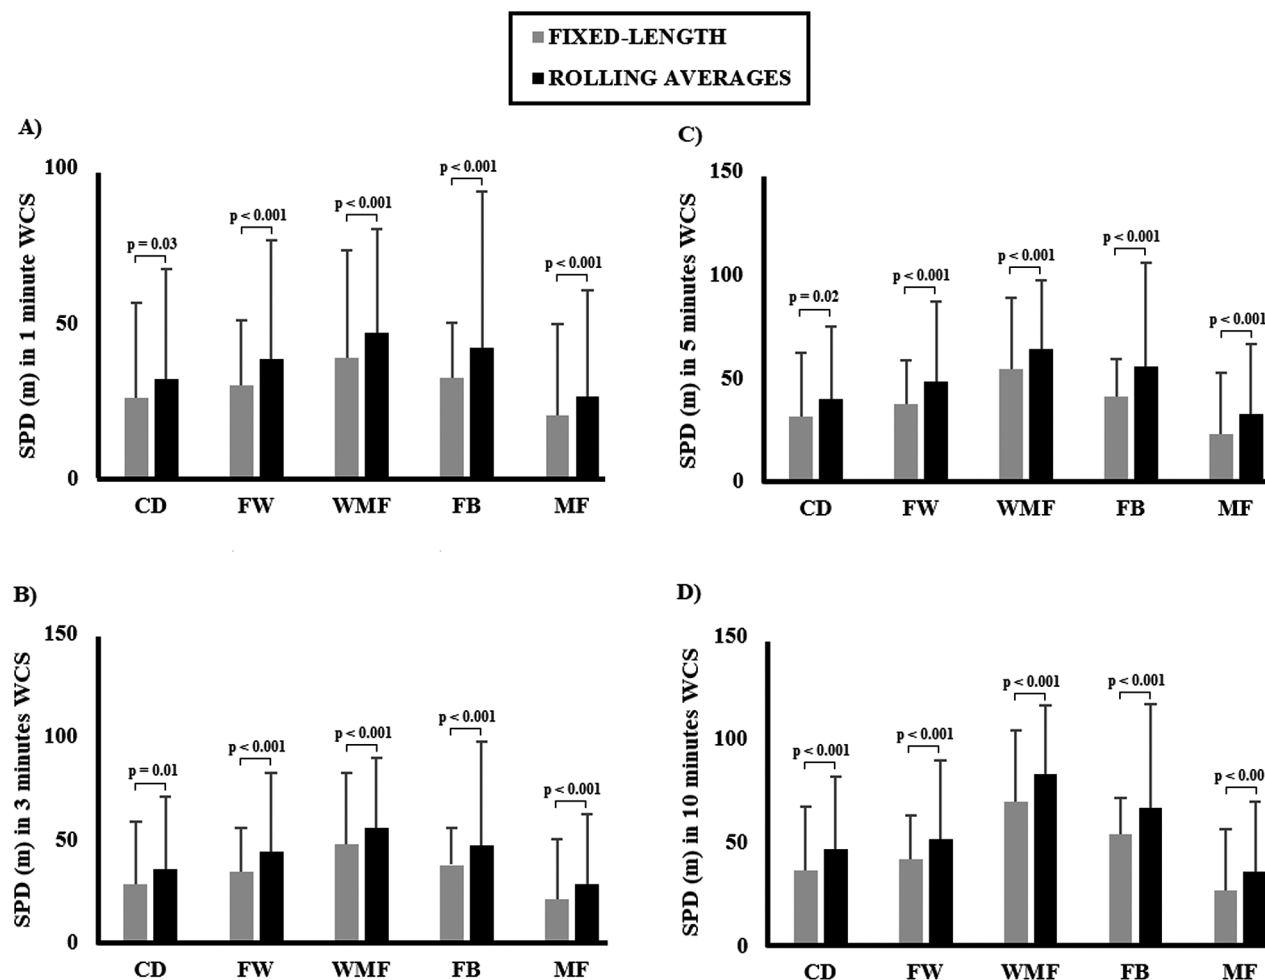 FIXED-LENGTH
ROLLING AVERAGES
A)
SPD (m) in 1 minute WCS
100
50
0
p = 0.03
p < 0.001
p < 0.001
p < 0.001
p < 0.001
CD FW WMF FB MF
C)
SPD (m) in 5 minutes WCS
150
100
50
0
p = 0.02
p < 0.001
p < 0.001
p < 0.001
p < 0.001
CD FW WMF FB MF
B)
SPD (m) in 3 minutes WCS
150
100
50
0
p = 0.01
p < 0.001
p < 0.001
p < 0.001
p < 0.001
CD FW WMF FB MF
D)
SPD (m) in 10 minutes WCS
150
100
50
0
p < 0.001
p < 0.001
p < 0.001
p < 0.001
p < 0.00
CD FW WMF FB MF